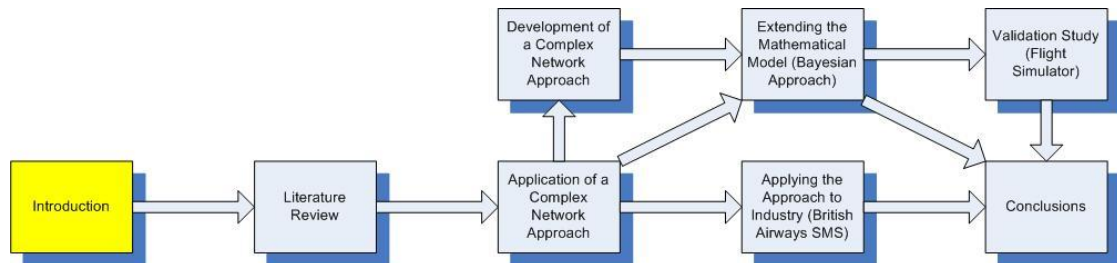 Development of
a Complex
Network
Approach
Extending the
Mathematical
Model (Bayesian
Approach)
Validation Study
(Flight
Simulator)
Introduction
Literature
Review
Application of a
Complex
Network
Approach
Applying the
Approach to
Industry (British
Airways SMS)
Conclusions